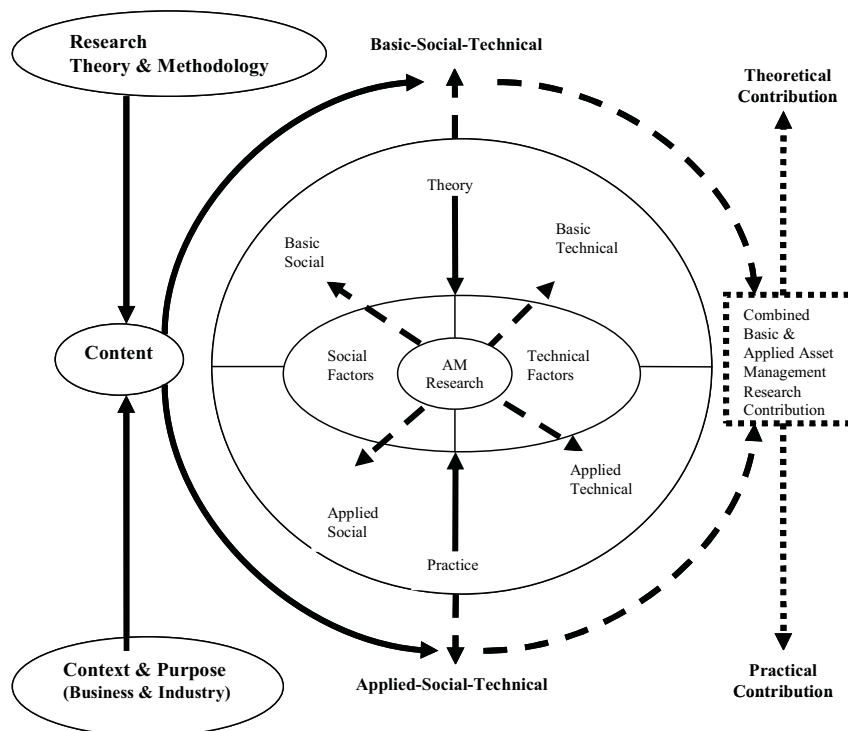 Research
Theory & Methodology
Basic-Social-Technical
Theoretical
Contribution
Theory
Basic
Social
Basic
Technical
Content
Social
Factors
AM
Research
Technical
Factors
Combined
Basic &
Applied Asset
Management
Research
Contribution
Applied
Social
Applied
Technical
Practice
Context & Purpose
(Business & Industry)
Applied-Social-Technical
Practical
Contribution